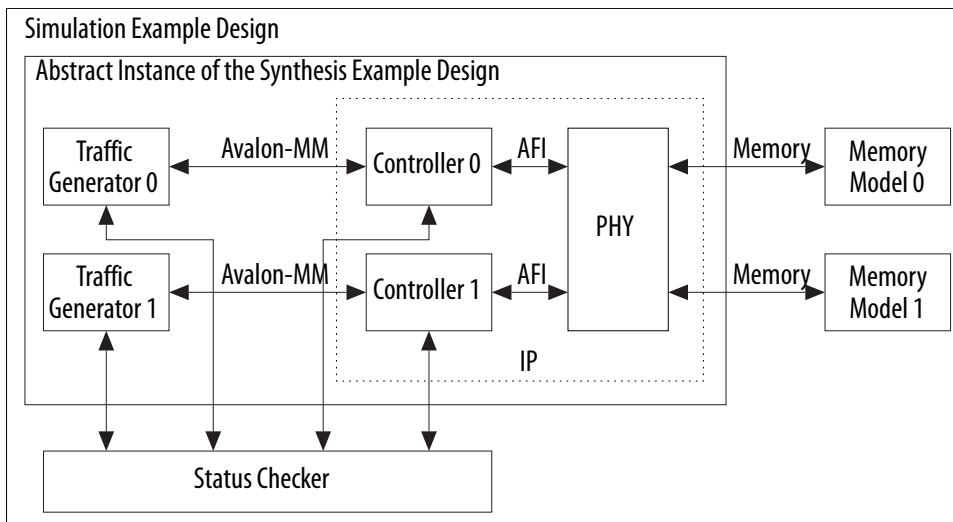 Simulation Example Design
Abstract Instance of the Synthesis Example Design
Traffic
Generator 0
Avalon-MM
Controller 0
AFI
PHY
Memory
Memory
Model 0
Traffic
Generator 1
Avalon-MM
Controller 1
AFI
Memory
Memory
Model 1
IP
Status Checker